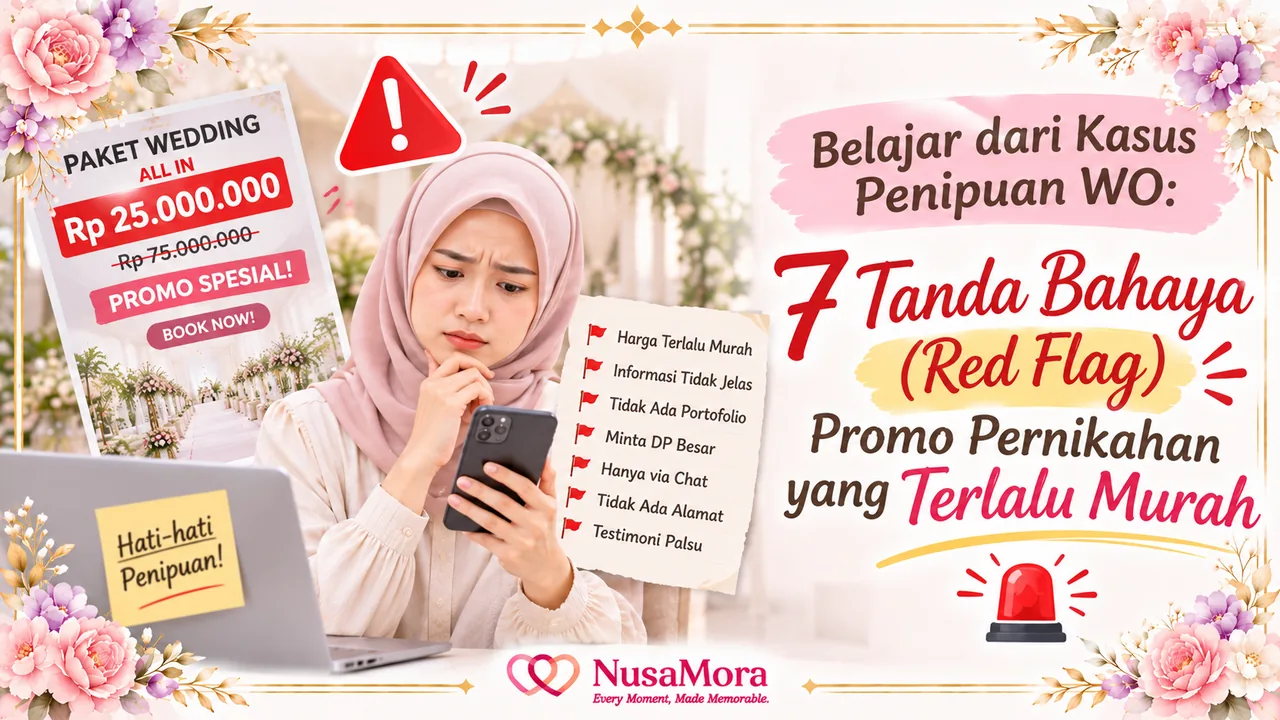 PAKET WEDDING
ALL IN
Rp 25.000.000
Rp 75.000.000
PROMO SPESIAL!
BOOK NOW!
Hati-hati
Penipuan!
Harga Terlalu Murah
Informasi Tidak Jelas
Tidak Ada Portofolio
Minta DP Besar
Hanya via Chat
Tidak Ada Alamat
Testimoni Palsu
Belajar dari Kasus
Penipuan WO:
7 Tanda Bahaya
(Red Flag)
Promo Pernikahan
yang Terlalu Murah
NusaMora
Every Moment, Made Memorable.